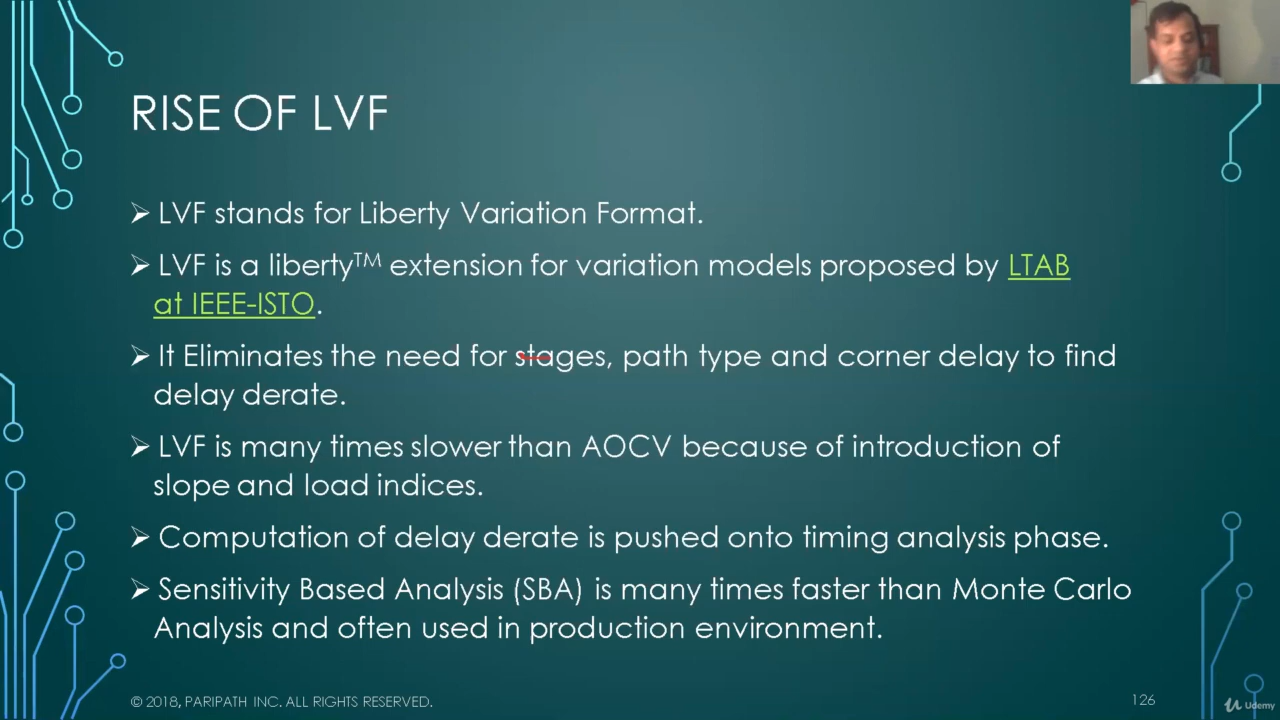 RISE OF LVF
➢ LVF stands for Liberty Variation Format.
➢ LVF is a liberty™ extension for variation models proposed by LTAB
at IEEE-ISTO.
➢ It Eliminates the need for stages, path type and corner delay to find
delay derate.
➢ LVF is many times slower than AOCV because of introduction of
slope and load indices.
➢ Computation of delay derate is pushed onto timing analysis phase.
➢ Sensitivity Based Analysis (SBA) is many times faster than Monte Carlo
Analysis and often used in production environment.
© 2018, PARIPATH INC. ALL RIGHTS RESERVED.
126
Udemy